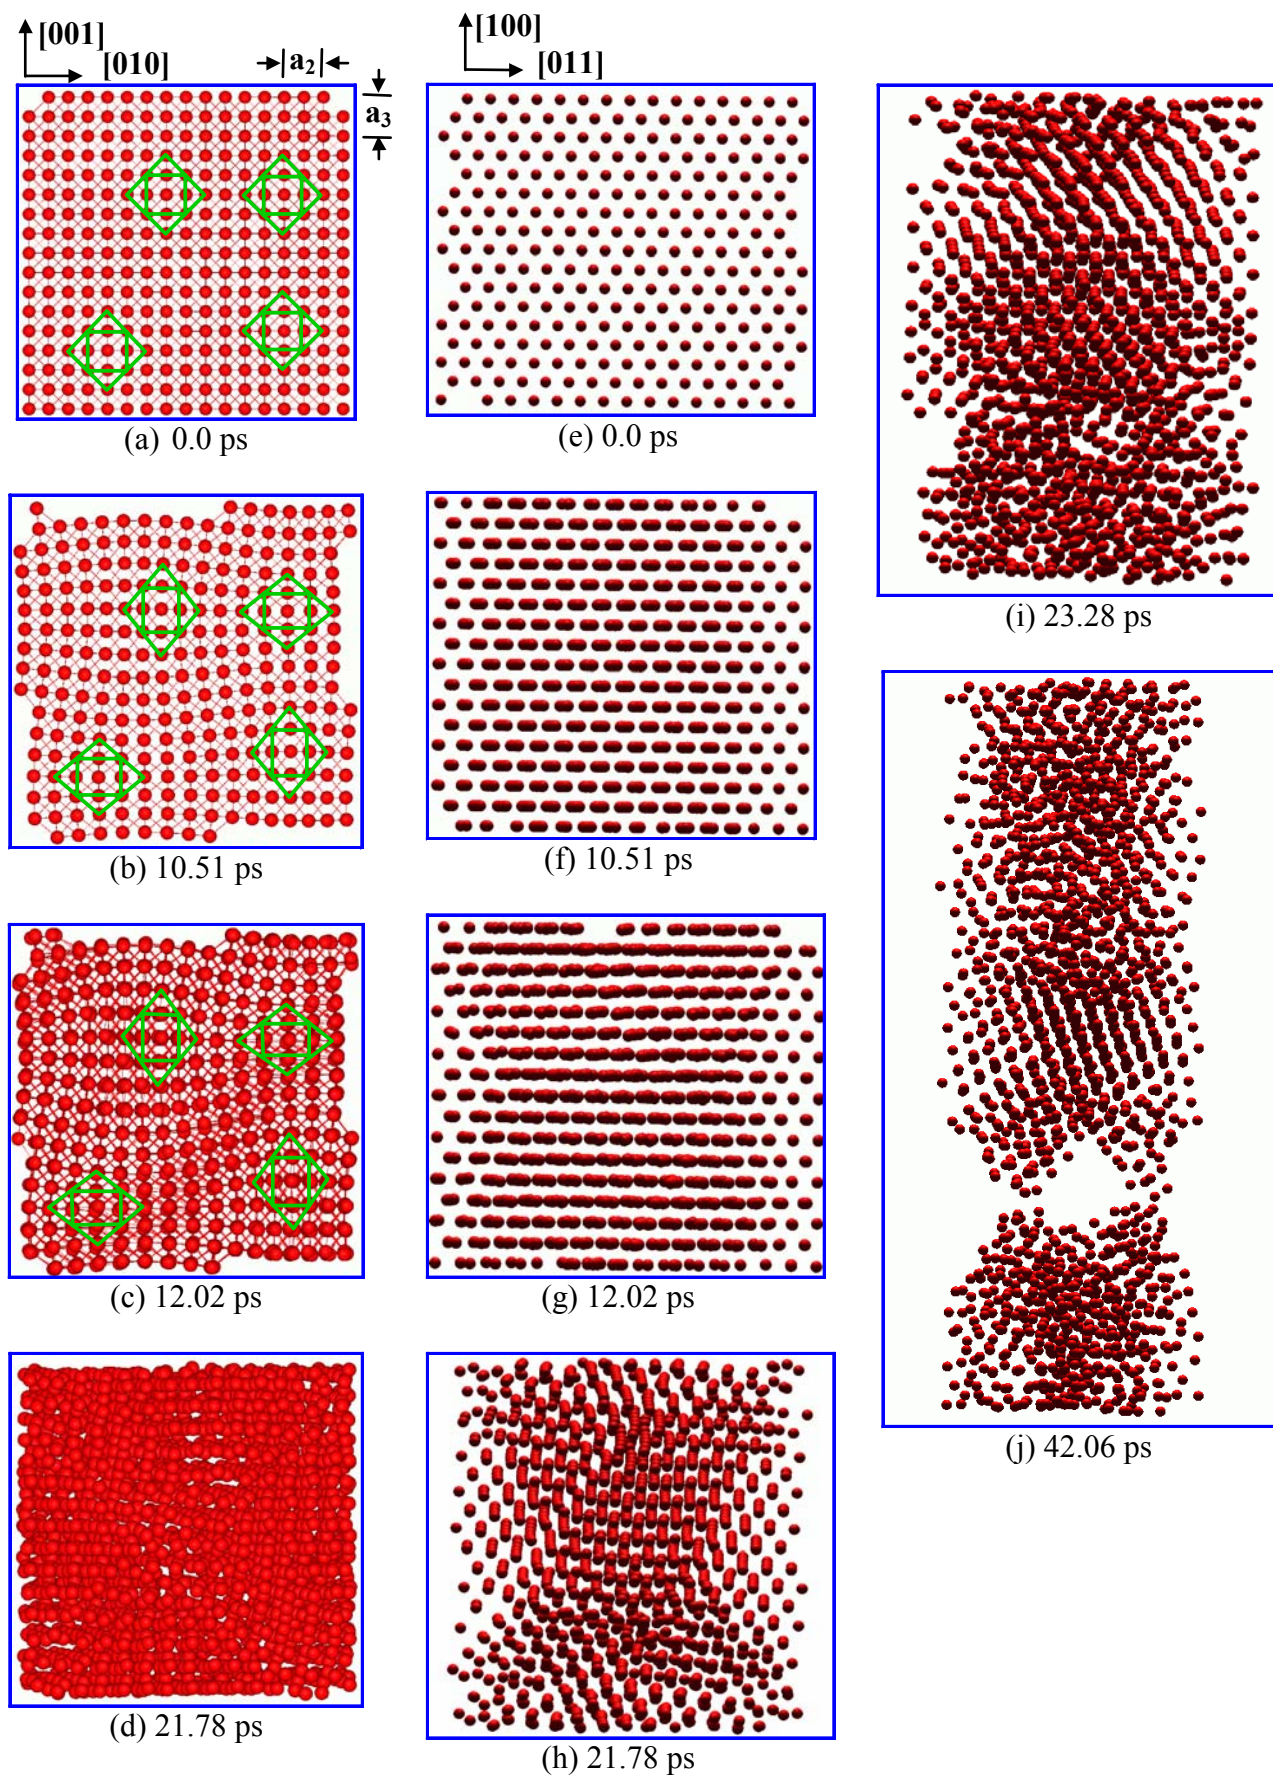 [001]
[010]
a2
a3
(a) 0.0 ps
(b) 10.51 ps
(c) 12.02 ps
(d) 21.78 ps
[100]
[011]
(e) 0.0 ps
(f) 10.51 ps
(g) 12.02 ps
(h) 21.78 ps
(i) 23.28 ps
(j) 42.06 ps